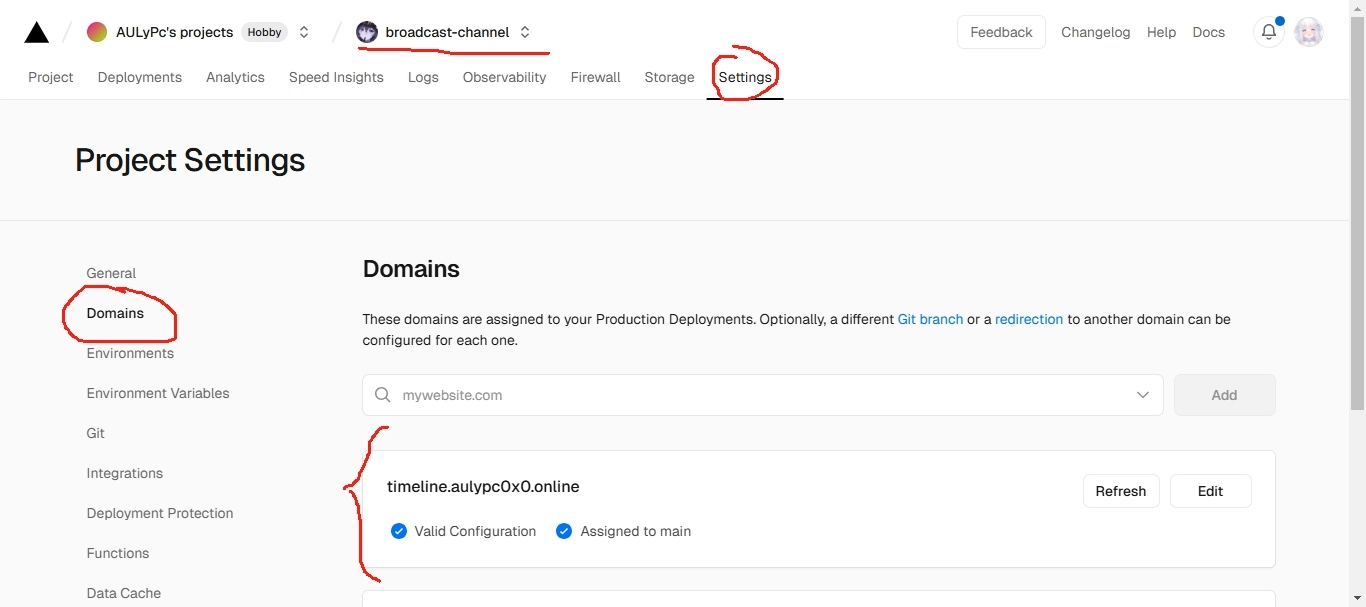 AULyPc's projects Hobby broadcast-channel Feedback Changelog Help Docs
Project Deployments Analytics Speed Insights Logs Observability Firewall Storage Settings
Project Settings
General
Domains
Environments
Environment Variables
Git
Integrations
Deployment Protection
Functions
Data Cache
Domains
These domains are assigned to your Production Deployments. Optionally, a different Git branch or a redirection to another domain can be
configured for each one.
mywebsite.com Add
timeline.aulypc0x0.online Refresh Edit
Valid Configuration Assigned to main